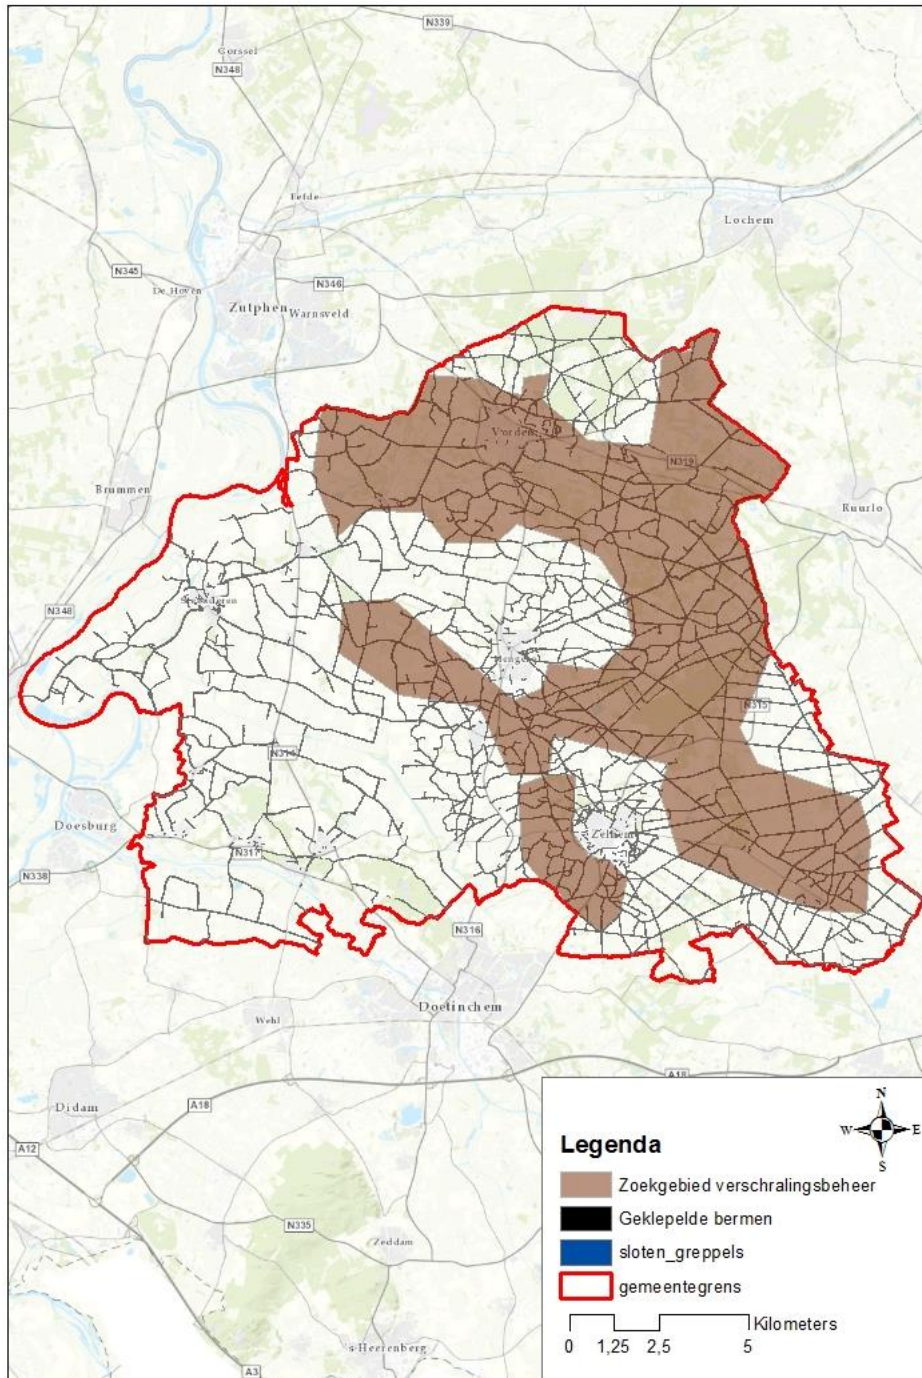 N339
Gorssel
N348
Eefde
Lochem
N345
N346
De Hoven
Zutphen
Warnsveld
Vorden
N319
Brummen
Ruurlo
N348
Hengelo
N315
N314
Doesburg
Zelhem
N317
N338
N316
Doetinchem
Wehl
A18
A18
Didam
A12
N335
Zeddam
's-Heerenberg
A3
N
W
E
S
Legenda
Zoekgebied verschralingsbeheer
Geklepelde bermen
sloten_greppels
gemeentegrens
Kilometers
0 1,25 2,5 5